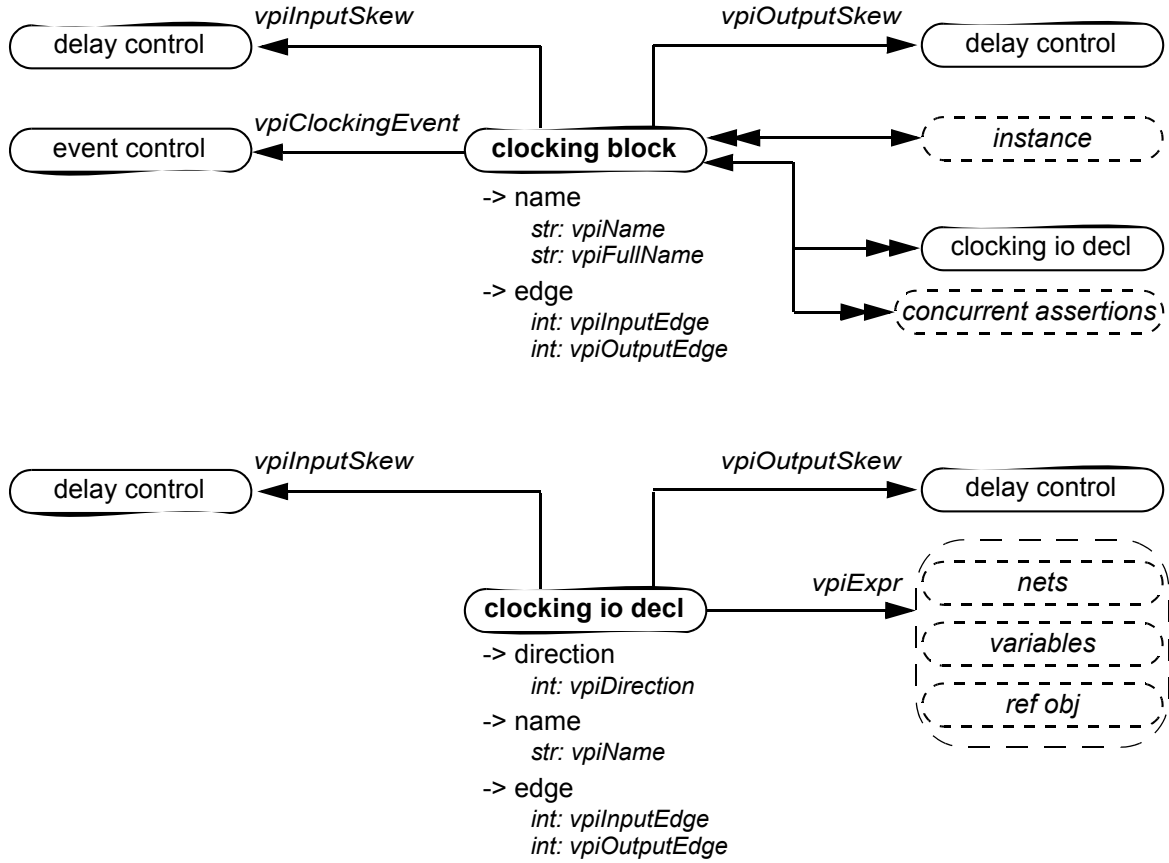 vpiInputSkew
vpiOutputSkew
delay control
delay control
vpiClockingEvent
event control
clocking block
instance
-> name
str: vpiName
str: vpiFullName
-> edge
int: vpiInputEdge
int: vpiOutputEdge
clocking io decl
concurrent assertions
vpiInputSkew
vpiOutputSkew
delay control
delay control
vpiExpr
nets
clocking io decl
variables
ref obj
-> direction
int: vpiDirection
-> name
str: vpiName
-> edge
int: vpiInputEdge
int: vpiOutputEdge